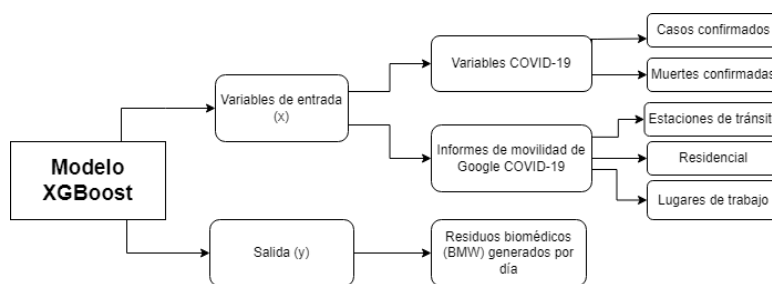 Modelo
XGBoost
Variables de entrada
(x)
Variables COVID-19
Casos confirmados
Muertes confirmadas
Informes de movilidad de
Google COVID-19
Estaciones de tránsit
Residencial
Lugares de trabajo
Salida (y)
Residuos biomédicos
(BMW) generados por
día